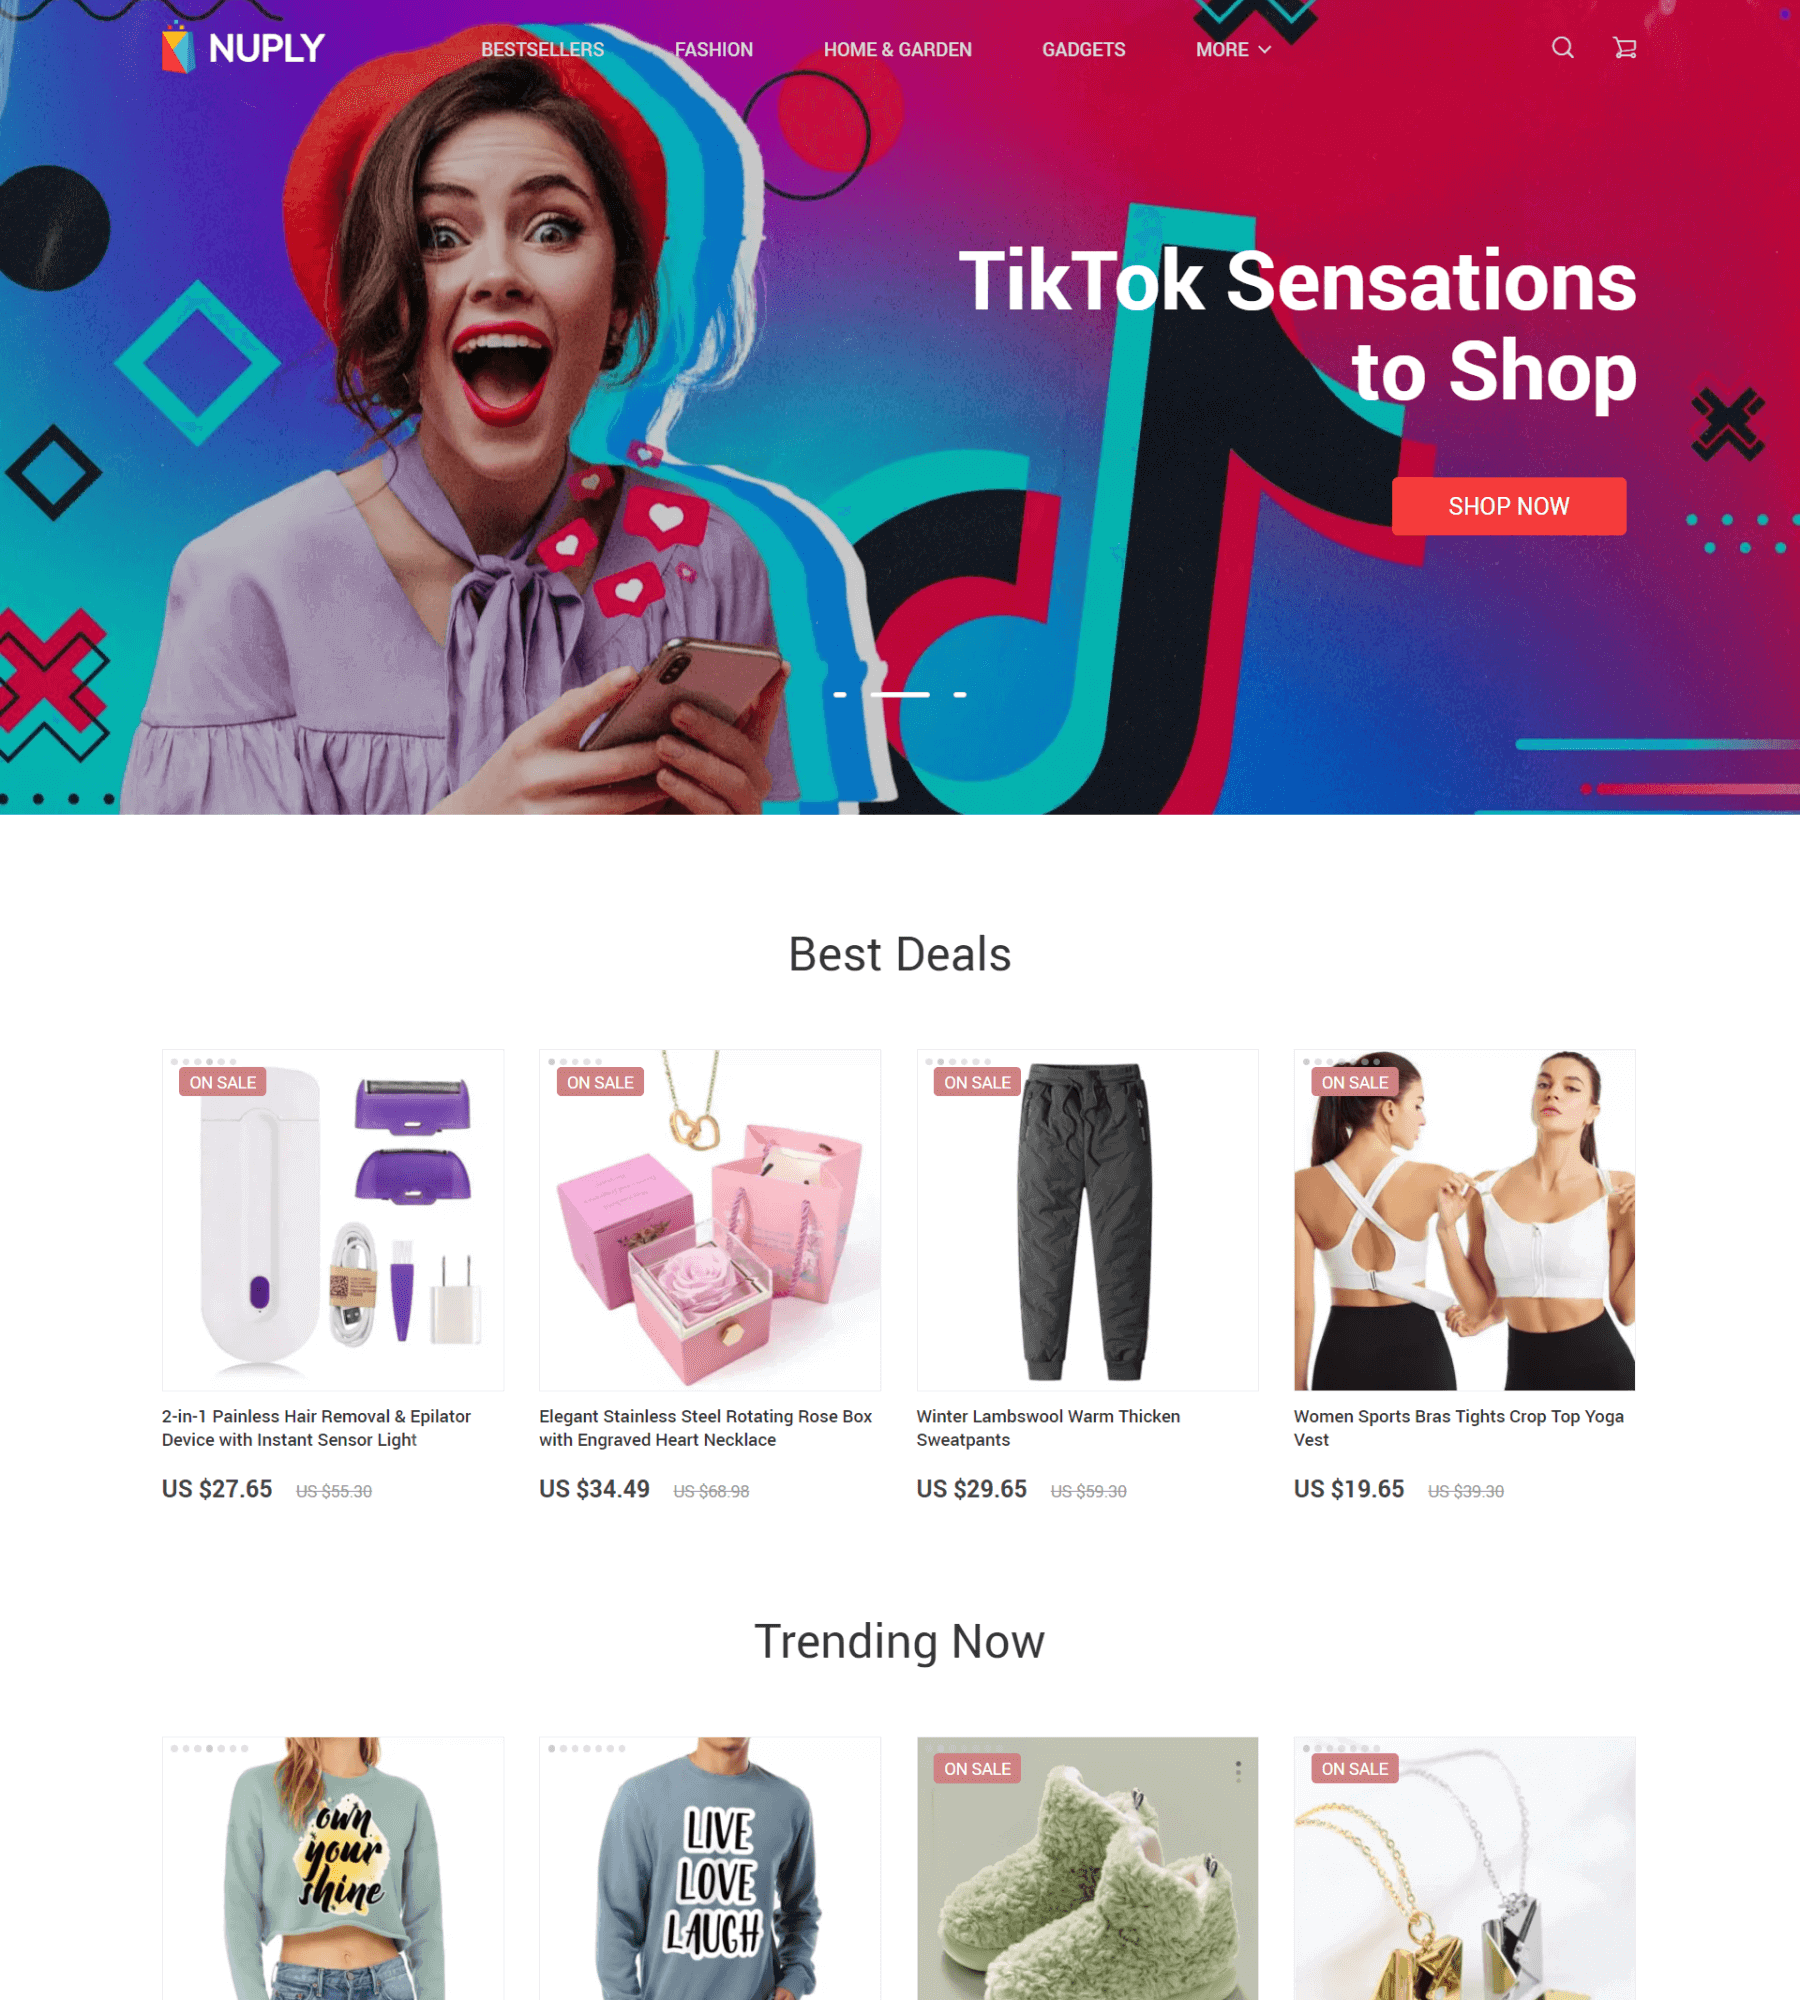 NUPLY
BESTSELLERS
FASHION
HOME & GARDEN
GADGETS
MORE
TikTok Sensations
to Shop
SHOP NOW
Best Deals
ON SALE
ON SALE
ON SALE
ON SALE
2-in-1 Painless Hair Removal & Epilator
Device with Instant Sensor Light
US $27.65 US $55.30
Elegant Stainless Steel Rotating Rose Box
with Engraved Heart Necklace
US $34.49 US $68.98
Winter Lambswool Warm Thicken
Sweatpants
US $29.65 US $59.30
Women Sports Bras Tights Crop Top Yoga
Vest
US $19.65 US $39.30
Trending Now
own
your
shine
LIVE
LOVE
LAUGH
ON SALE
ON SALE